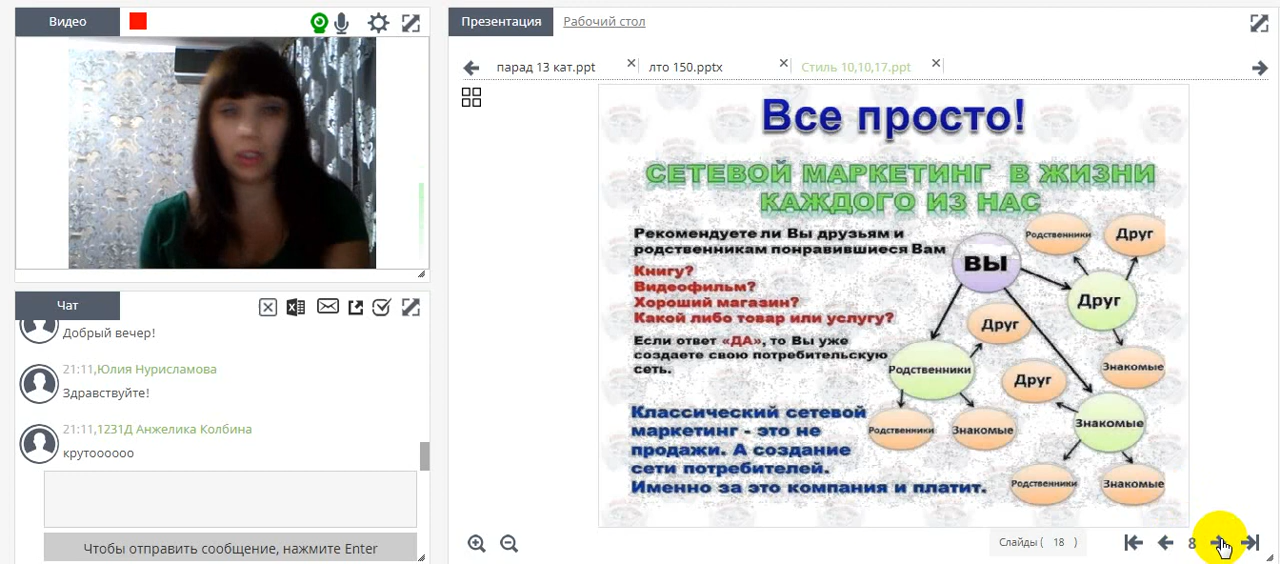 Видео
Чат
Добрый вечер!
21:11,Юлия Нурисламова
Здравствуйте!
21:11,1231Д Анжелика Колбина
крутоооооо
Чтобы отправить сообщение, нажмите Enter
Презентация
Рабочий стол
парад 13 кат.ppt
лто 150.pptx
Стиль 10,10,17.ppt
Все просто!
СЕТЕВОЙ МАРКЕТИНГ В ЖИЗНИ
КАЖДОГО ИЗ НАС
Рекомендуете ли Вы друзьям и
родственникам понравившиеся Вам
Книгу?
Видеофильм?
Хороший магазин?
Какой либо товар или услугу?
Если ответ «ДА», то Вы уже
создаете свою потребительскую
сеть.
Классический сетевой
маркетинг - это не
продажи. А создание
сети потребителей.
Именно за это компания и платит.
ВЫ
Родственники
Друг
Друг
Друг
Знакомые
Родственники
Друг
Родственники
Знакомые
Знакомые
Родственники
Знакомые
Слайды ( 18 )
8